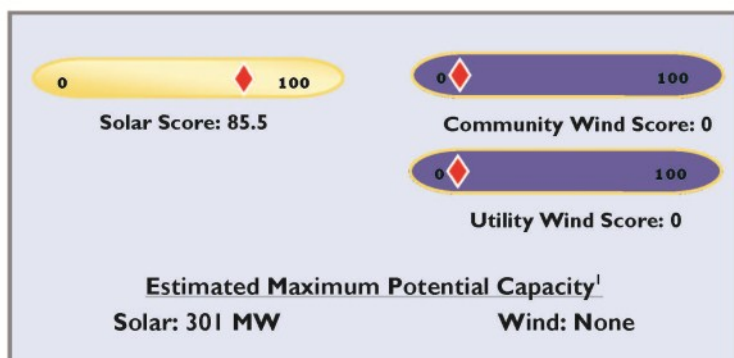 0 100
Solar Score: 85.5
0 100
Community Wind Score: 0
0 100
Utility Wind Score: 0
Estimated Maximum Potential Capacity¹
Solar: 301 MW Wind: None